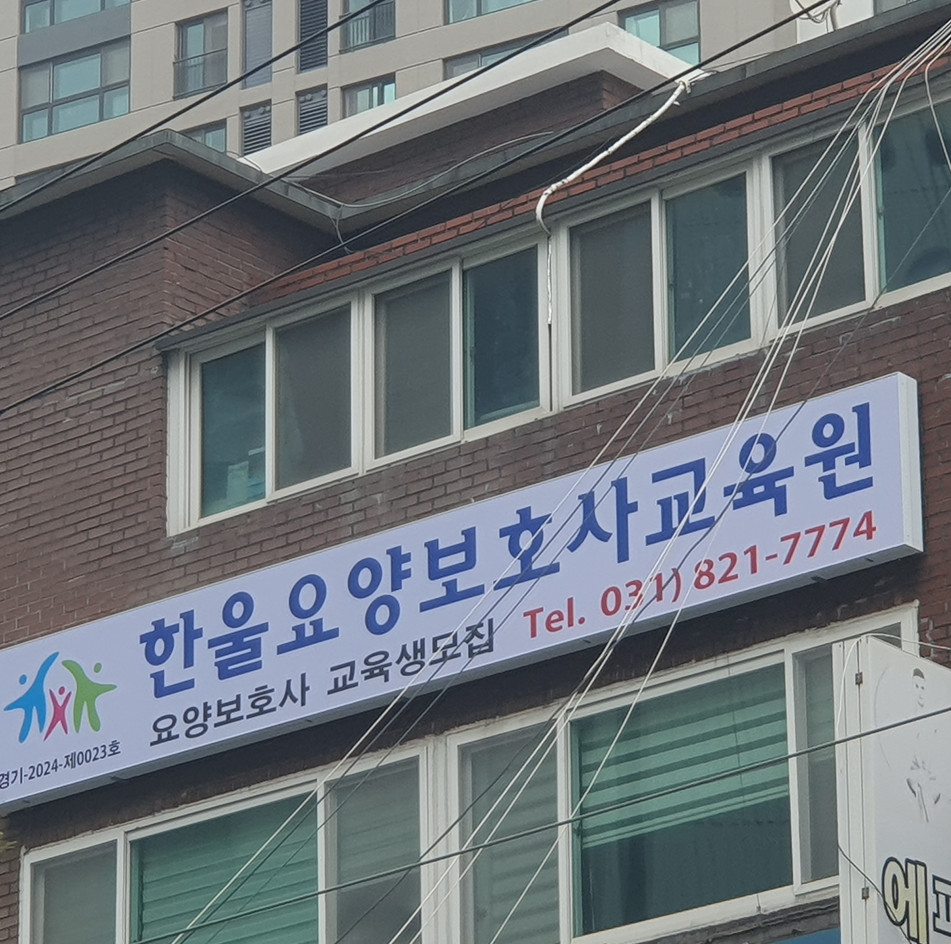 한울요양보호사교육원
요양보호사 교육생모집
Tel. 031) 821-7774
경기-2024-제0023호
에